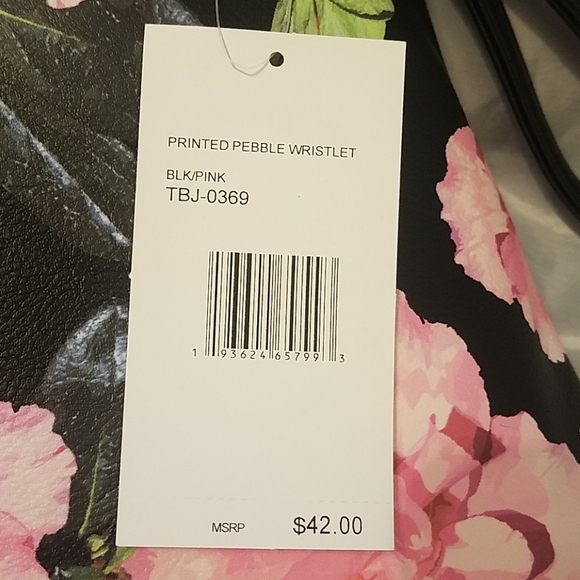 PRINTED PEBBLE WRISTLET
BLK/PINK
TBJ-0369
1 93624 65799 3
MSRP $42.00